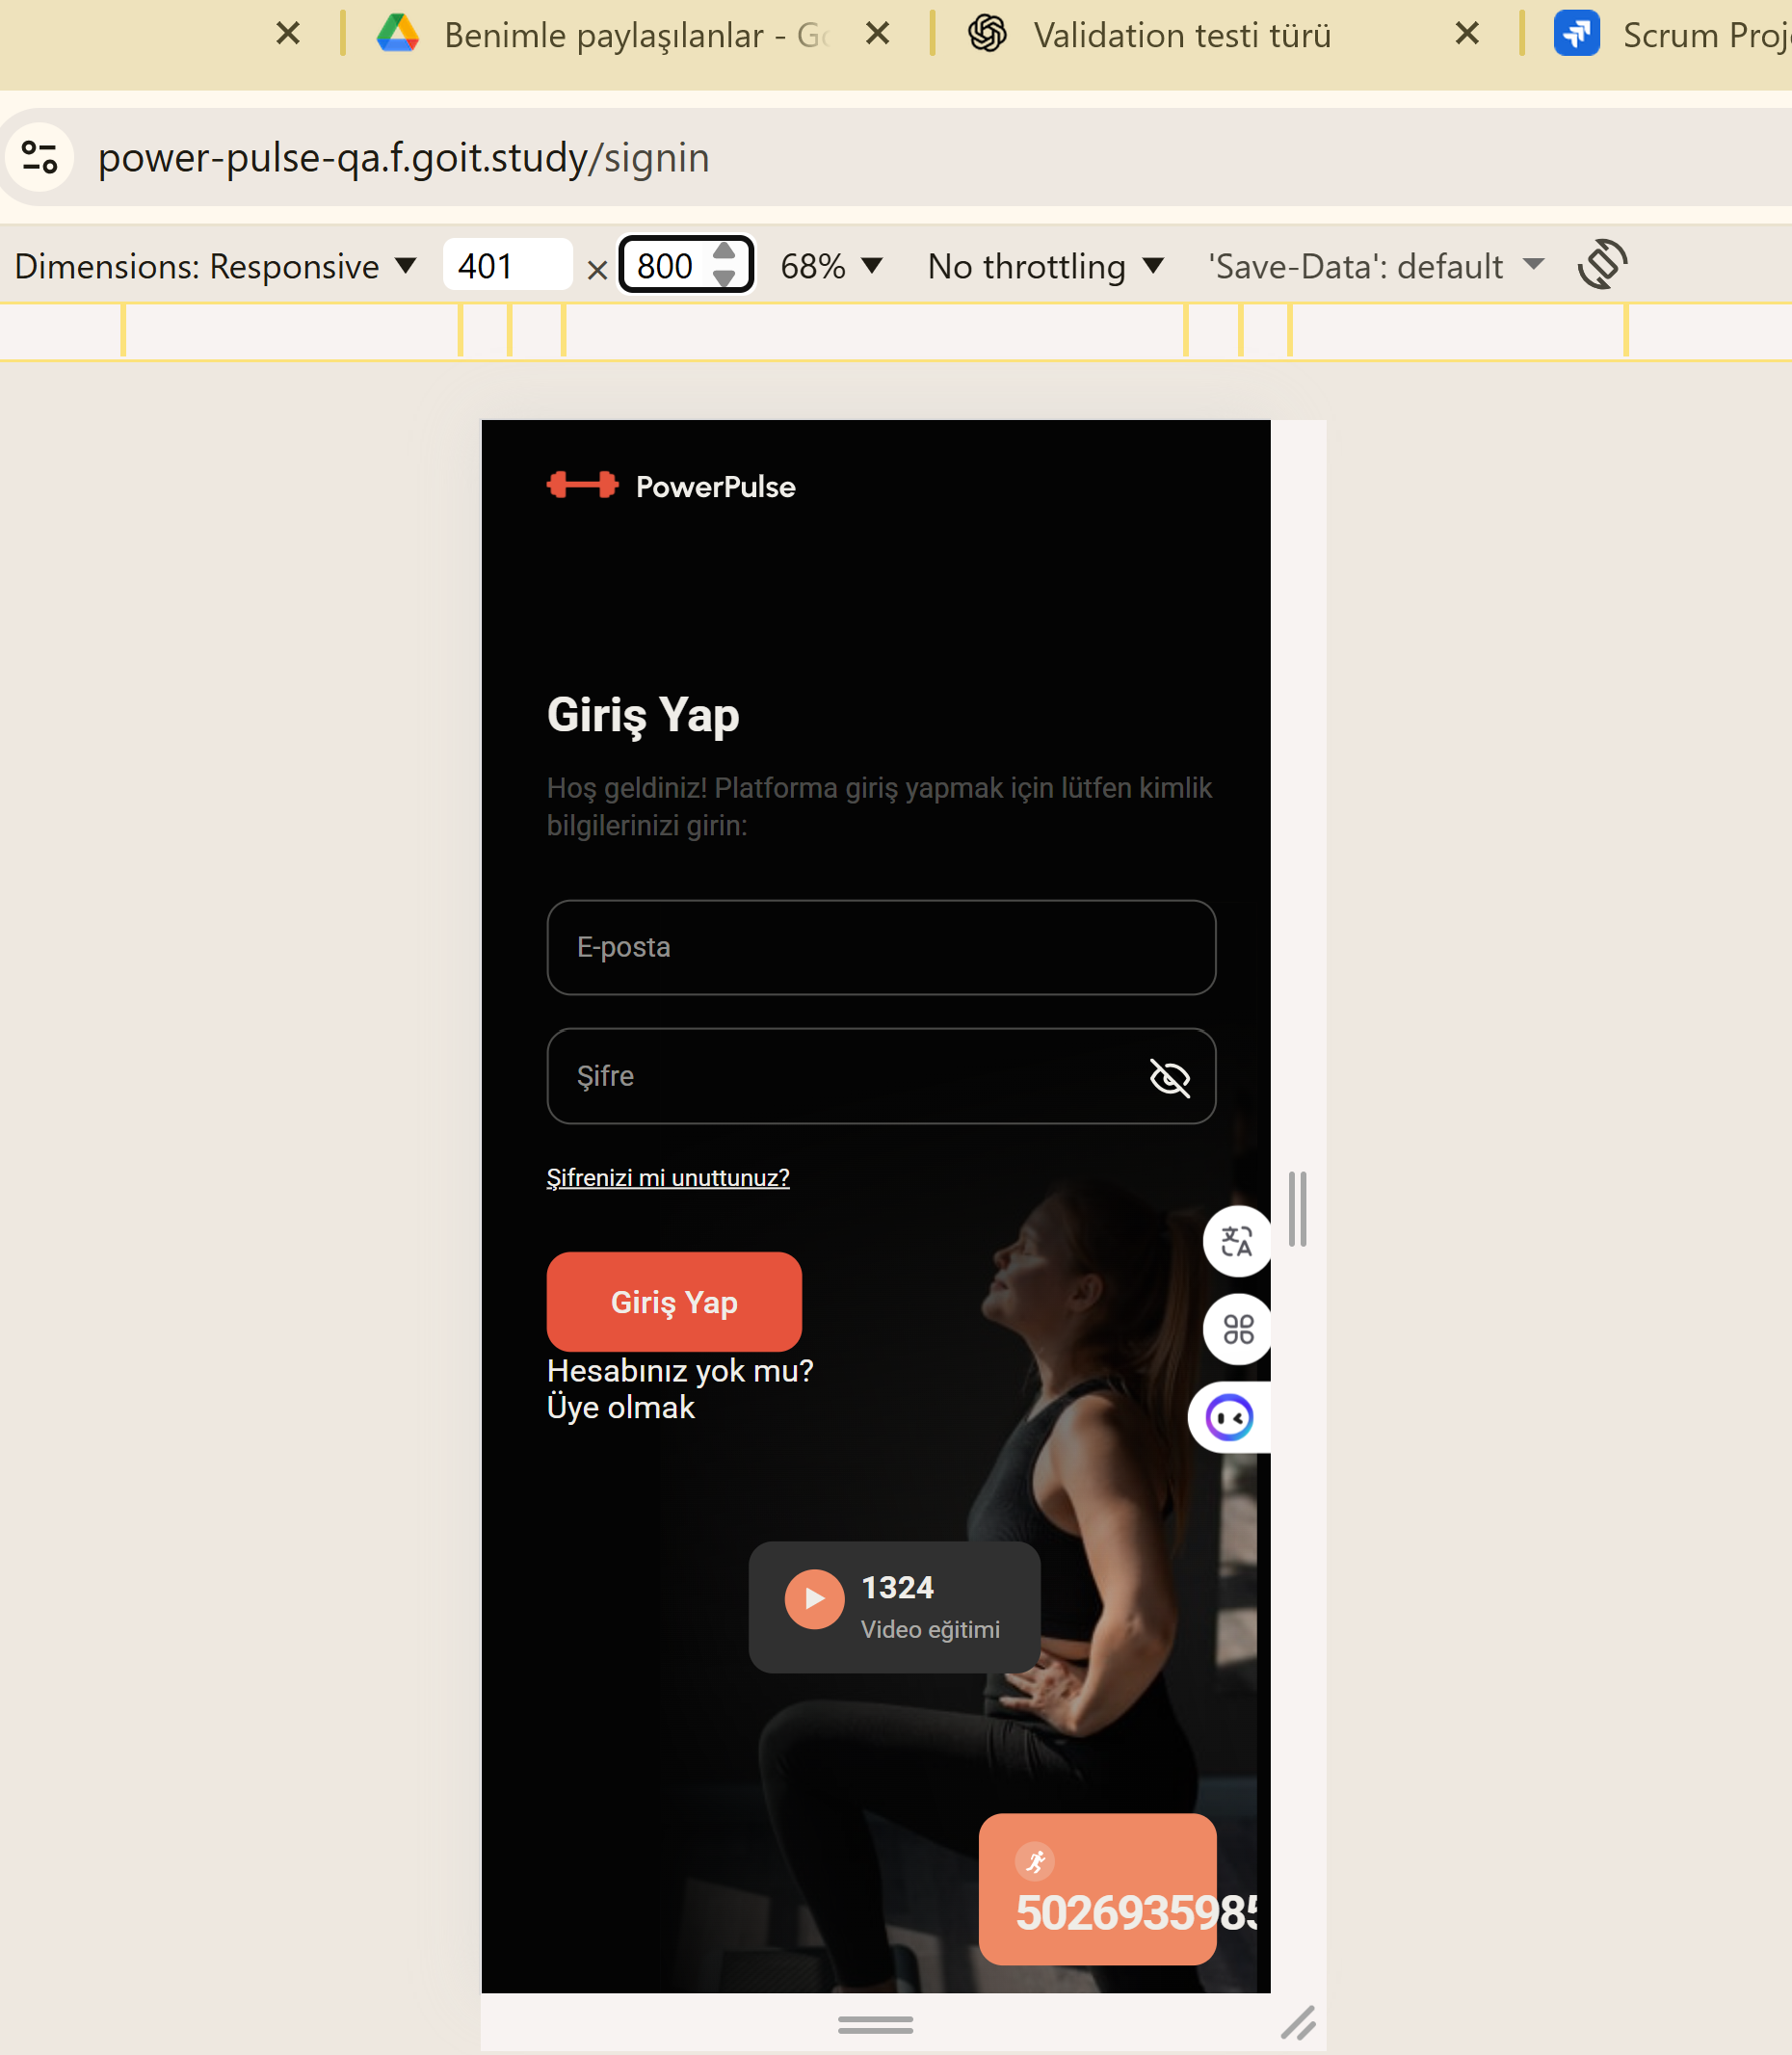 Benimle paylaşılanlar - Go
Validation testi türü
Scrum Proj
power-pulse-qa.f.goit.study/signin
Dimensions: Responsive 401 × 800 68% No throttling 'Save-Data': default
PowerPulse
Giriş Yap
Hoş geldiniz! Platforma giriş yapmak için lütfen kimlik
bilgilerinizi girin:
E-posta
Şifre
Şifrenizi mi unuttunuz?
Giriş Yap
Hesabınız yok mu?
Üye olmak
1324
Video eğitimi
5026935985